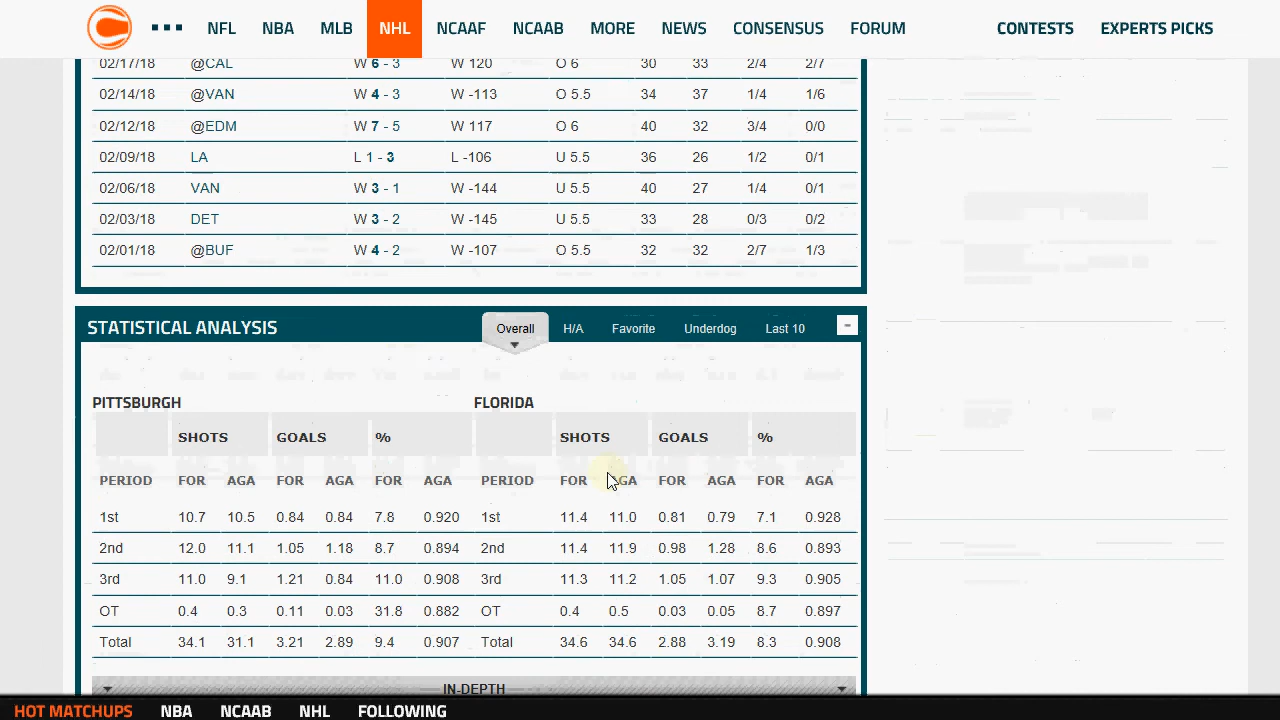 NFL NBA MLB NHL NCAAF NCAAB MORE NEWS CONSENSUS FORUM CONTESTS EXPERTS PICKS
02/17/18 @CAL W 6 - 3 W 120 O 6 30 33 2/4 2/7
02/14/18 @VAN W 4 - 3 W -113 O 5.5 34 37 1/4 1/6
02/12/18 @EDM W 7 - 5 W 117 O 6 40 32 3/4 0/0
02/09/18 LA L 1 - 3 L -106 U 5.5 36 26 1/2 0/1
02/06/18 VAN W 3 - 1 W -144 U 5.5 40 27 1/4 0/1
02/03/18 DET W 3 - 2 W -145 U 5.5 33 28 0/3 0/2
02/01/18 @BUF W 4 - 2 W -107 O 5.5 32 32 2/7 1/3
STATISTICAL ANALYSIS Overall H/A Favorite Underdog Last 10 -
PITTSBURGH FLORIDA
SHOTS GOALS % SHOTS GOALS %
PERIOD FOR AGA FOR AGA FOR AGA PERIOD FOR AGA FOR AGA FOR AGA
1st 10.7 10.5 0.84 0.84 7.8 0.920 1st 11.4 11.0 0.81 0.79 7.1 0.928
2nd 12.0 11.1 1.05 1.18 8.7 0.894 2nd 11.4 11.9 0.98 1.28 8.6 0.893
3rd 11.0 9.1 1.21 0.84 11.0 0.908 3rd 11.3 11.2 1.05 1.07 9.3 0.905
OT 0.4 0.3 0.11 0.03 31.8 0.882 OT 0.4 0.5 0.03 0.05 8.7 0.897
Total 34.1 31.1 3.21 2.89 9.4 0.907 Total 34.6 34.6 2.88 3.19 8.3 0.908
IN-DEPTH
HOT MATCHUPS NBA NCAAB NHL FOLLOWING